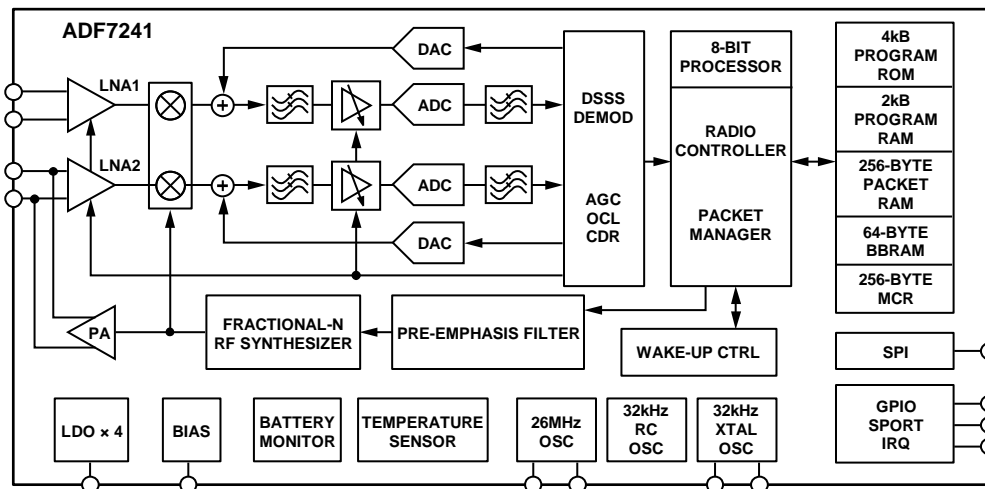 ADF7241
LNA1
LNA2
DAC
ADC
ADC
DAC
DSSS
DEMOD
AGC
OCL
CDR
8-BIT
PROCESSOR
RADIO
CONTROLLER
PACKET
MANAGER
4kB
PROGRAM
ROM
2kB
PROGRAM
RAM
256-BYTE
PACKET
RAM
64-BYTE
BBRAM
256-BYTE
MCR
PA
FRACTIONAL-N
RF SYNTHESIZER
PRE-EMPHASIS FILTER
WAKE-UP CTRL
SPI
GPIO
SPORT
IRQ
LDO × 4
BIAS
BATTERY
MONITOR
TEMPERATURE
SENSOR
26MHz
OSC
32kHz
RC
OSC
32kHz
XTAL
OSC